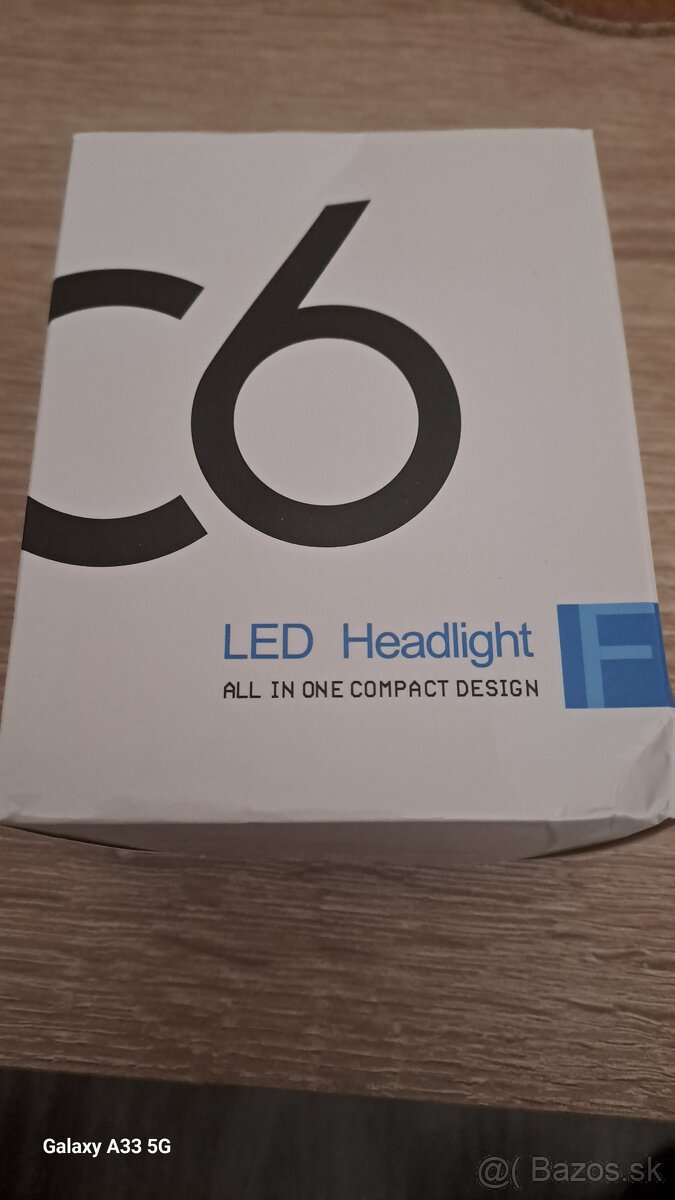 C6
LED Headlight
ALL IN ONE COMPACT DESIGN
F
Galaxy A33 5G
@( Bazos.sk